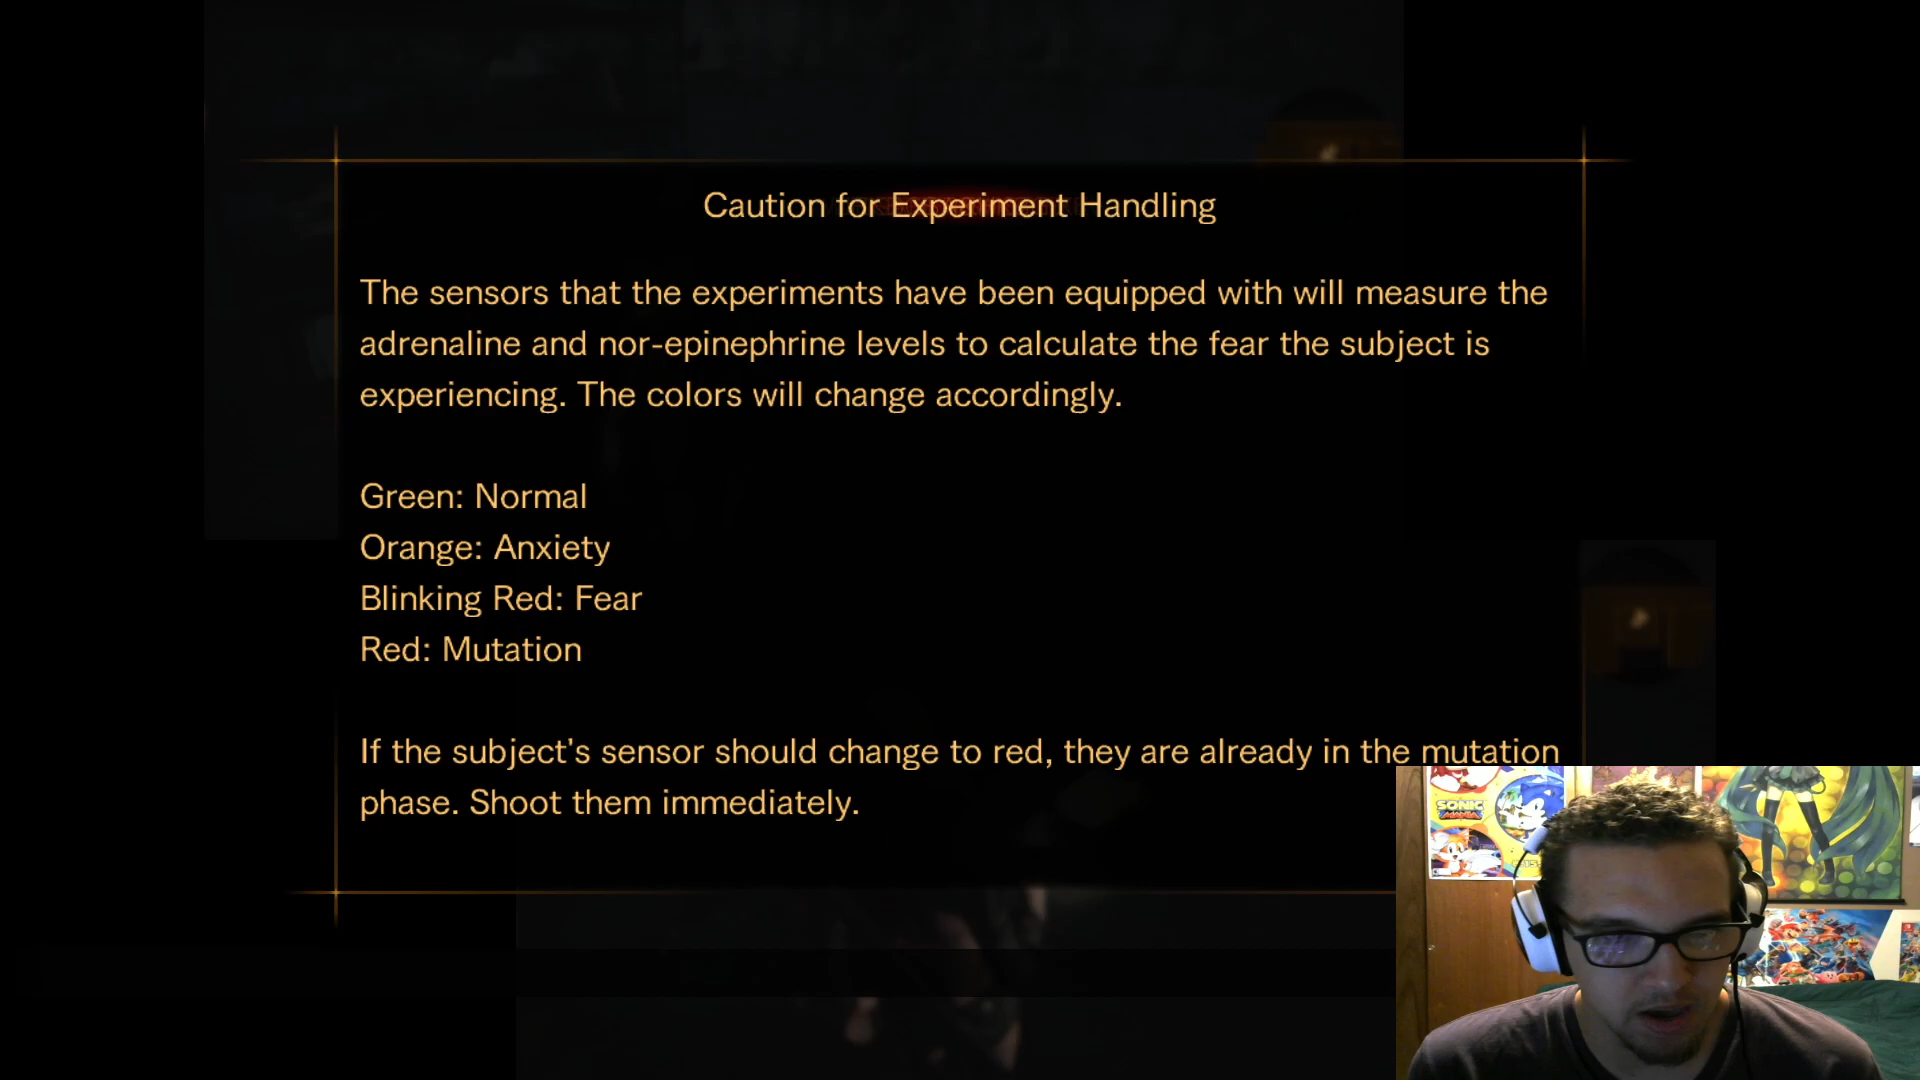 Caution for Experiment Handling
The sensors that the experiments have been equipped with will measure the
adrenaline and nor-epinephrine levels to calculate the fear the subject is
experiencing. The colors will change accordingly.
Green: Normal
Orange: Anxiety
Blinking Red: Fear
Red: Mutation
If the subject's sensor should change to red, they are already in the mutation
phase. Shoot them immediately.
SONIC
MANIA